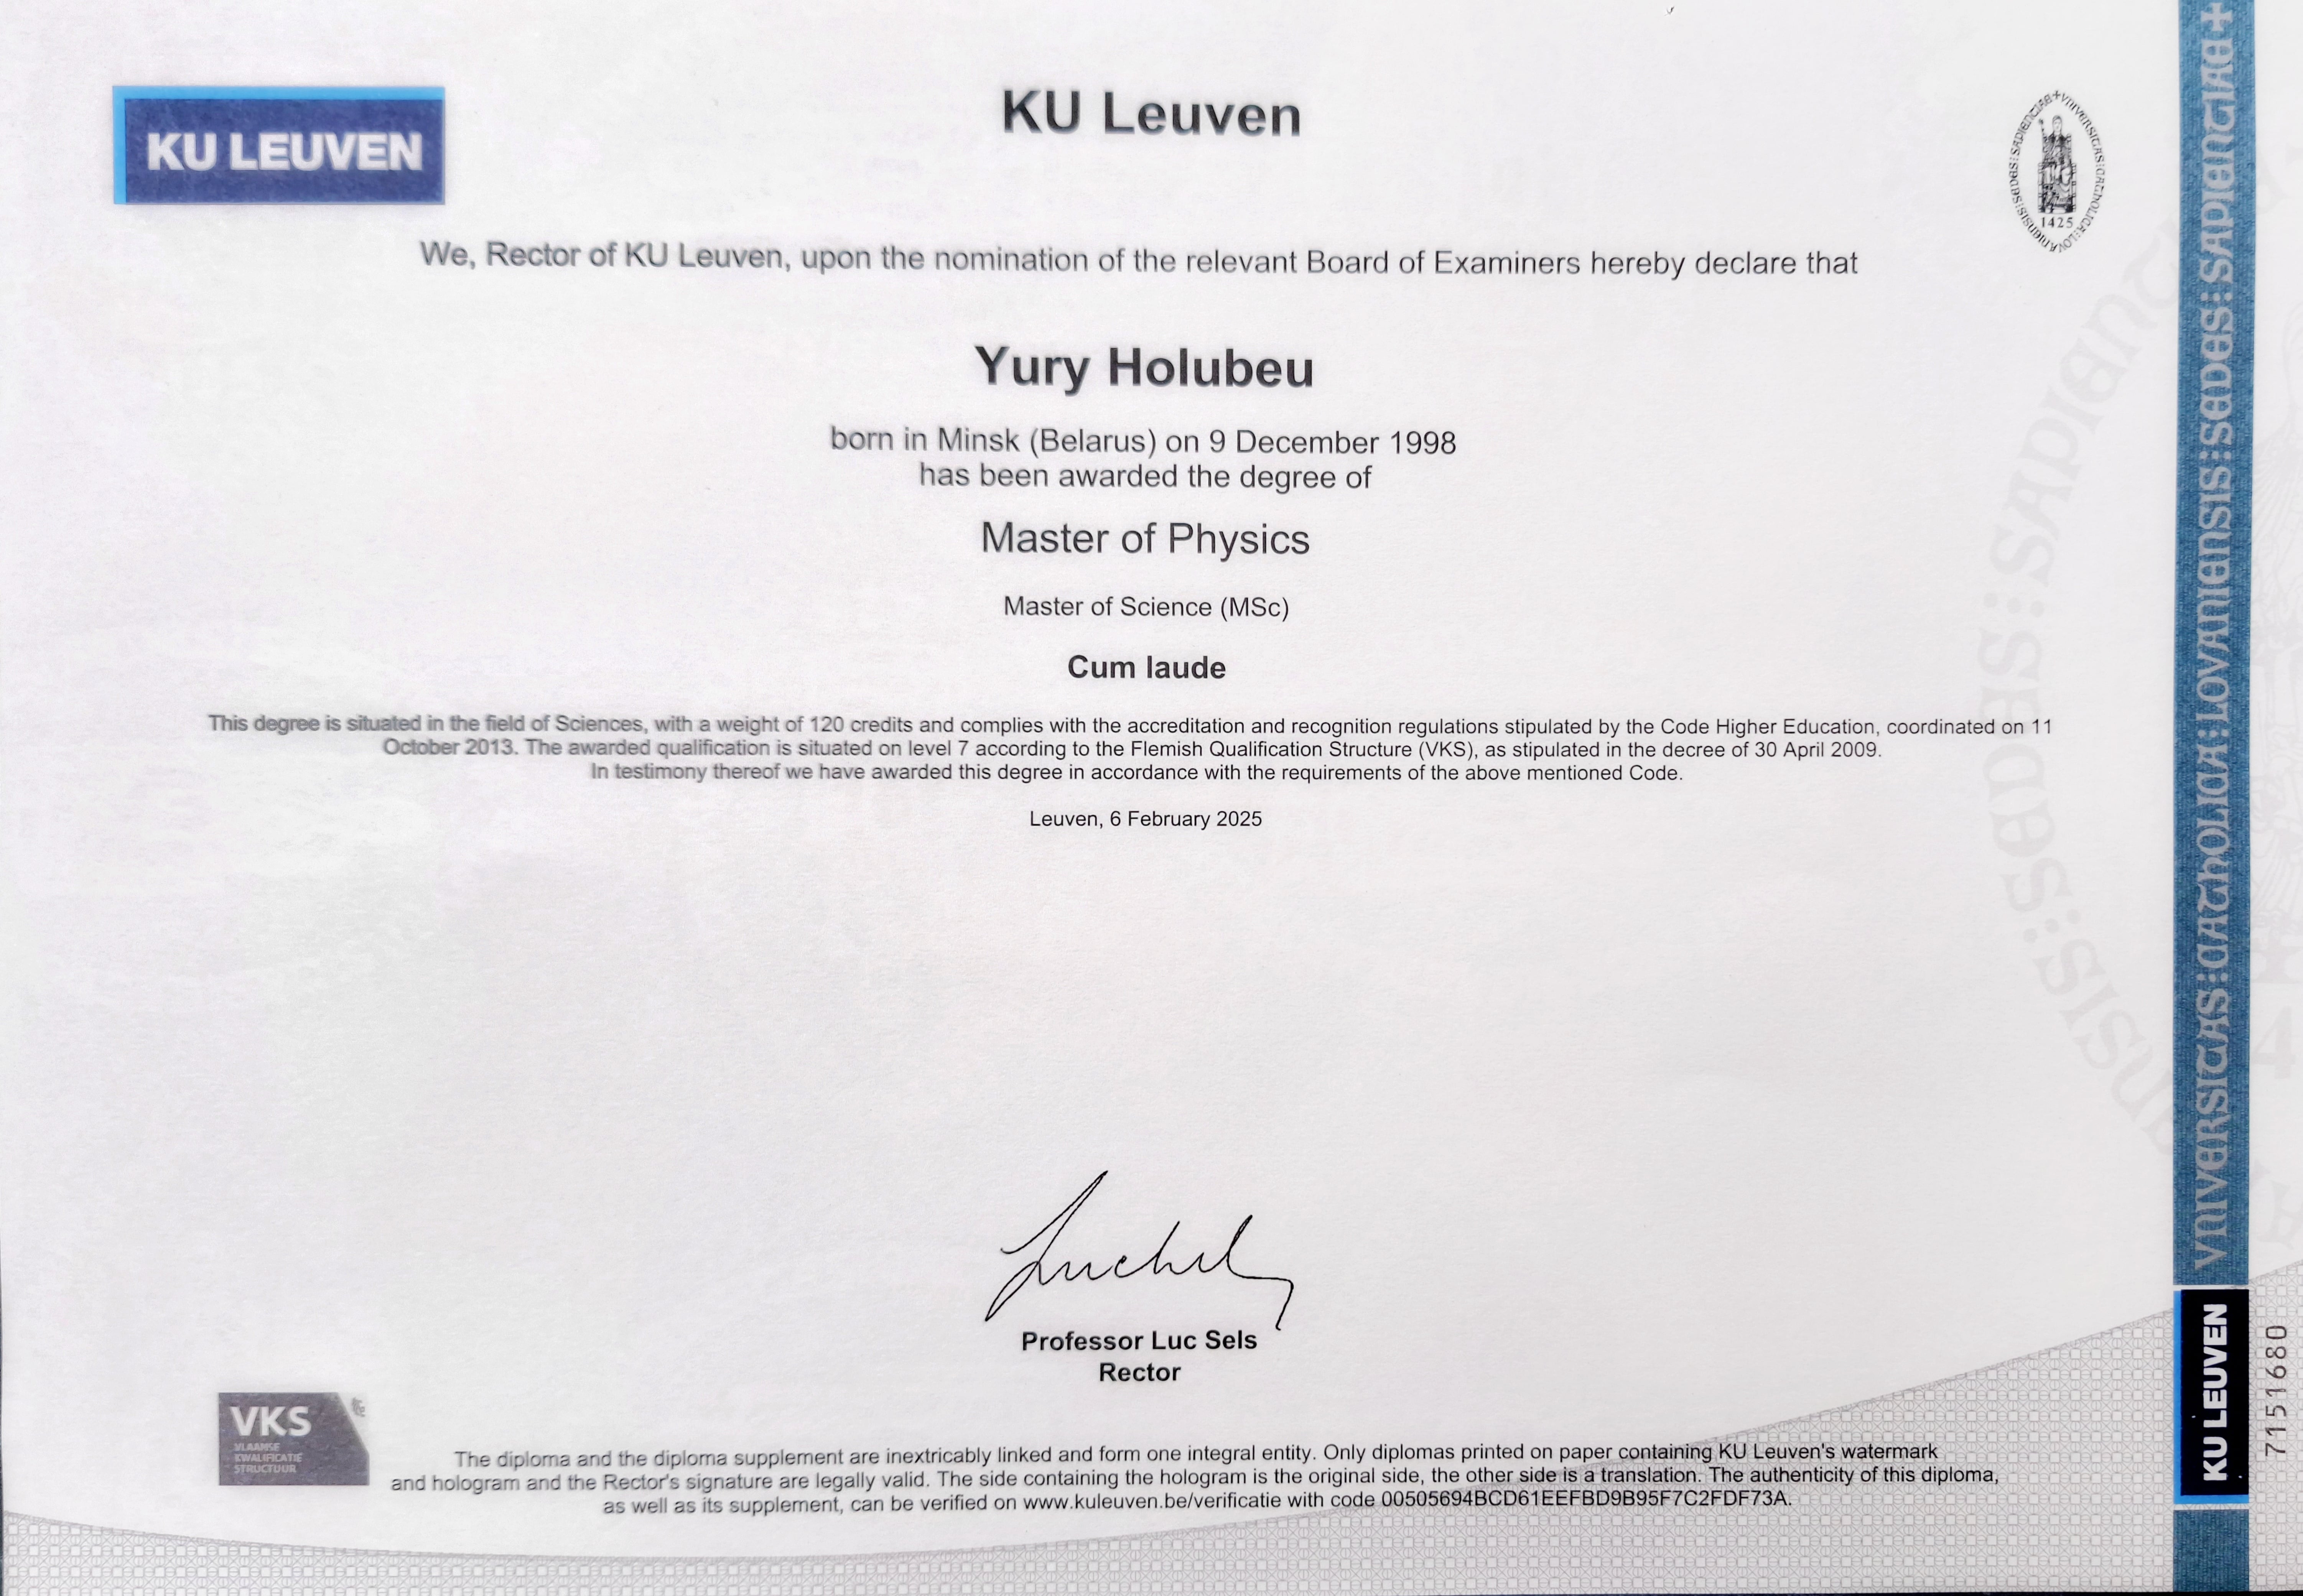 KU LEUVEN
KU Leuven
1425
We, Rector of KU Leuven, upon the nomination of the relevant Board of Examiners hereby declare that
Yury Holubeu
born in Minsk (Belarus) on 9 December 1998
has been awarded the degree of
Master of Physics
Master of Science (MSc)
Cum laude
This degree is situated in the field of Sciences, with a weight of 120 credits and complies with the accreditation and recognition regulations stipulated by the Code Higher Education, coordinated on 11
October 2013. The awarded qualification is situated on level 7 according to the Flemish Qualification Structure (VKS), as stipulated in the decree of 30 April 2009.
In testimony thereof we have awarded this degree in accordance with the requirements of the above mentioned Code.
Leuven, 6 February 2025
Professor Luc Sels
Rector
VKS
VLAAMSE
KWALIFICATIE
STRUCTUUR
The diploma and the diploma supplement are inextricably linked and form one integral entity. Only diplomas printed on paper containing KU Leuven's watermark
and hologram and the Rector's signature are legally valid. The side containing the hologram is the original side, the other side is a translation. The authenticity of this diploma,
as well as its supplement, can be verified on www.kuleuven.be/verificatie with code 00505694BCD61EEFBD9B95F7C2FDF73A.
VNIVERSITAS CATHOLICA LOVANIENSIS SEDES SAPIENTIAE
KU LEUVEN
7151680